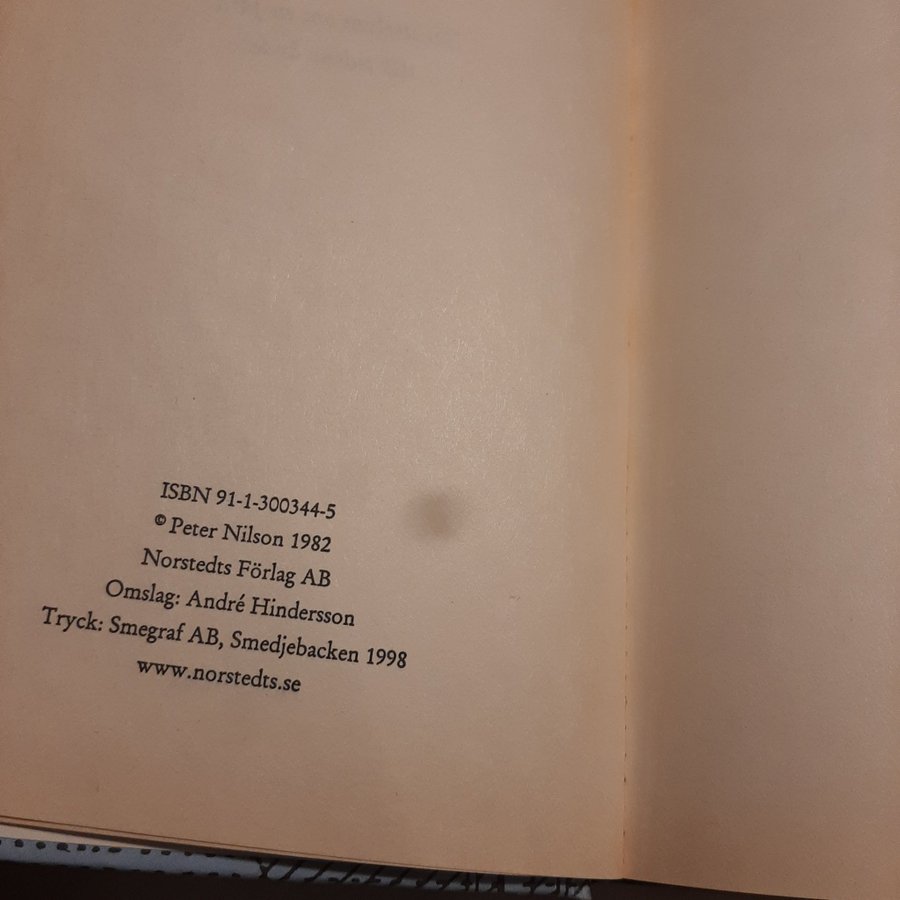 ISBN 91-1-300344-5
© Peter Nilson 1982
Norstedts Förlag AB
Omslag: André Hindersson
Tryck: Smegraf AB, Smedjebacken 1998
www.norstedts.se